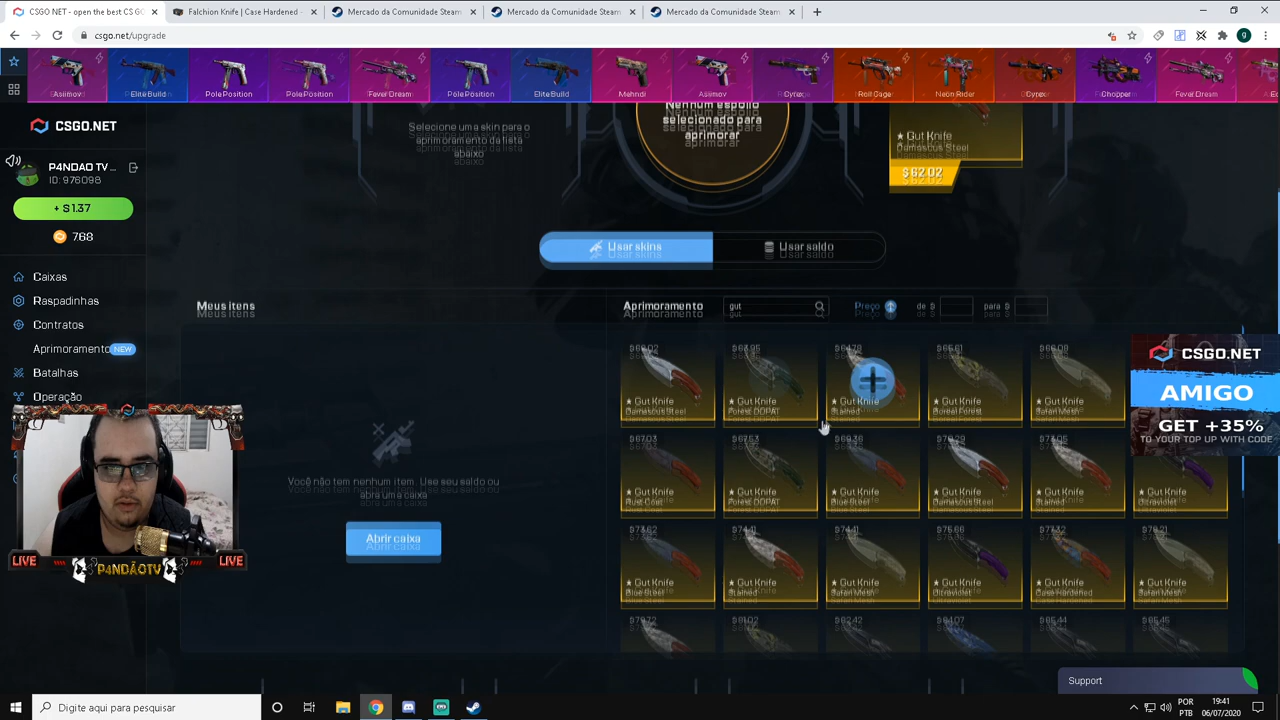 CSGO.NET - open the best CS GO
Falchion Knife | Case Hardened -
Mercado da Comunidade Steam
Mercado da Comunidade Steam
Mercado da Comunidade Steam
csgo.net/upgrade
Asiimov
Elite Build
Pole Position
Pole Position
Fever Dream
Pole Position
Elite Build
Mehndi
Asiimov
Cyrex
Roll Cage
Neon Rider
Cyrex
Chopper
Fever Dream
CSGO.NET
P4NDAO TV ...
ID: 976098
+ $ 1.37
768
Caixas
Raspadinhas
Contratos
Aprimoramento NEW
Batalhas
Operação
Selecione uma skin para o
aprimoramento da lista
abaixo
Nenhum espólio
selecionado para
aprimorar
★ Gut Knife
Damascus Steel
$ 62.02
Usar skins
Usar saldo
Meus itens
Você não tem nenhum item. Use seu saldo ou
abra uma caixa
Abrir caixa
Aprimoramento
gut
Preço
de $
para $
★ Gut Knife
Damascus Steel
★ Gut Knife
Forest DDPAT
★ Gut Knife
Stained
★ Gut Knife
Boreal Forest
★ Gut Knife
Safari Mesh
★ Gut Knife
Rust Coat
★ Gut Knife
Forest DDPAT
★ Gut Knife
Blue Steel
★ Gut Knife
Damascus Steel
★ Gut Knife
Stained
★ Gut Knife
Ultraviolet
★ Gut Knife
Blue Steel
★ Gut Knife
Stained
★ Gut Knife
Safari Mesh
★ Gut Knife
Ultraviolet
★ Gut Knife
Case Hardened
★ Gut Knife
Safari Mesh
CSGO.NET
AMIGO
GET +35%
TO YOUR TOP UP WITH CODE
LIVE
P4NDÃOTV
LIVE
Support
Digite aqui para pesquisar
POR
PTB
19:41
06/07/2020